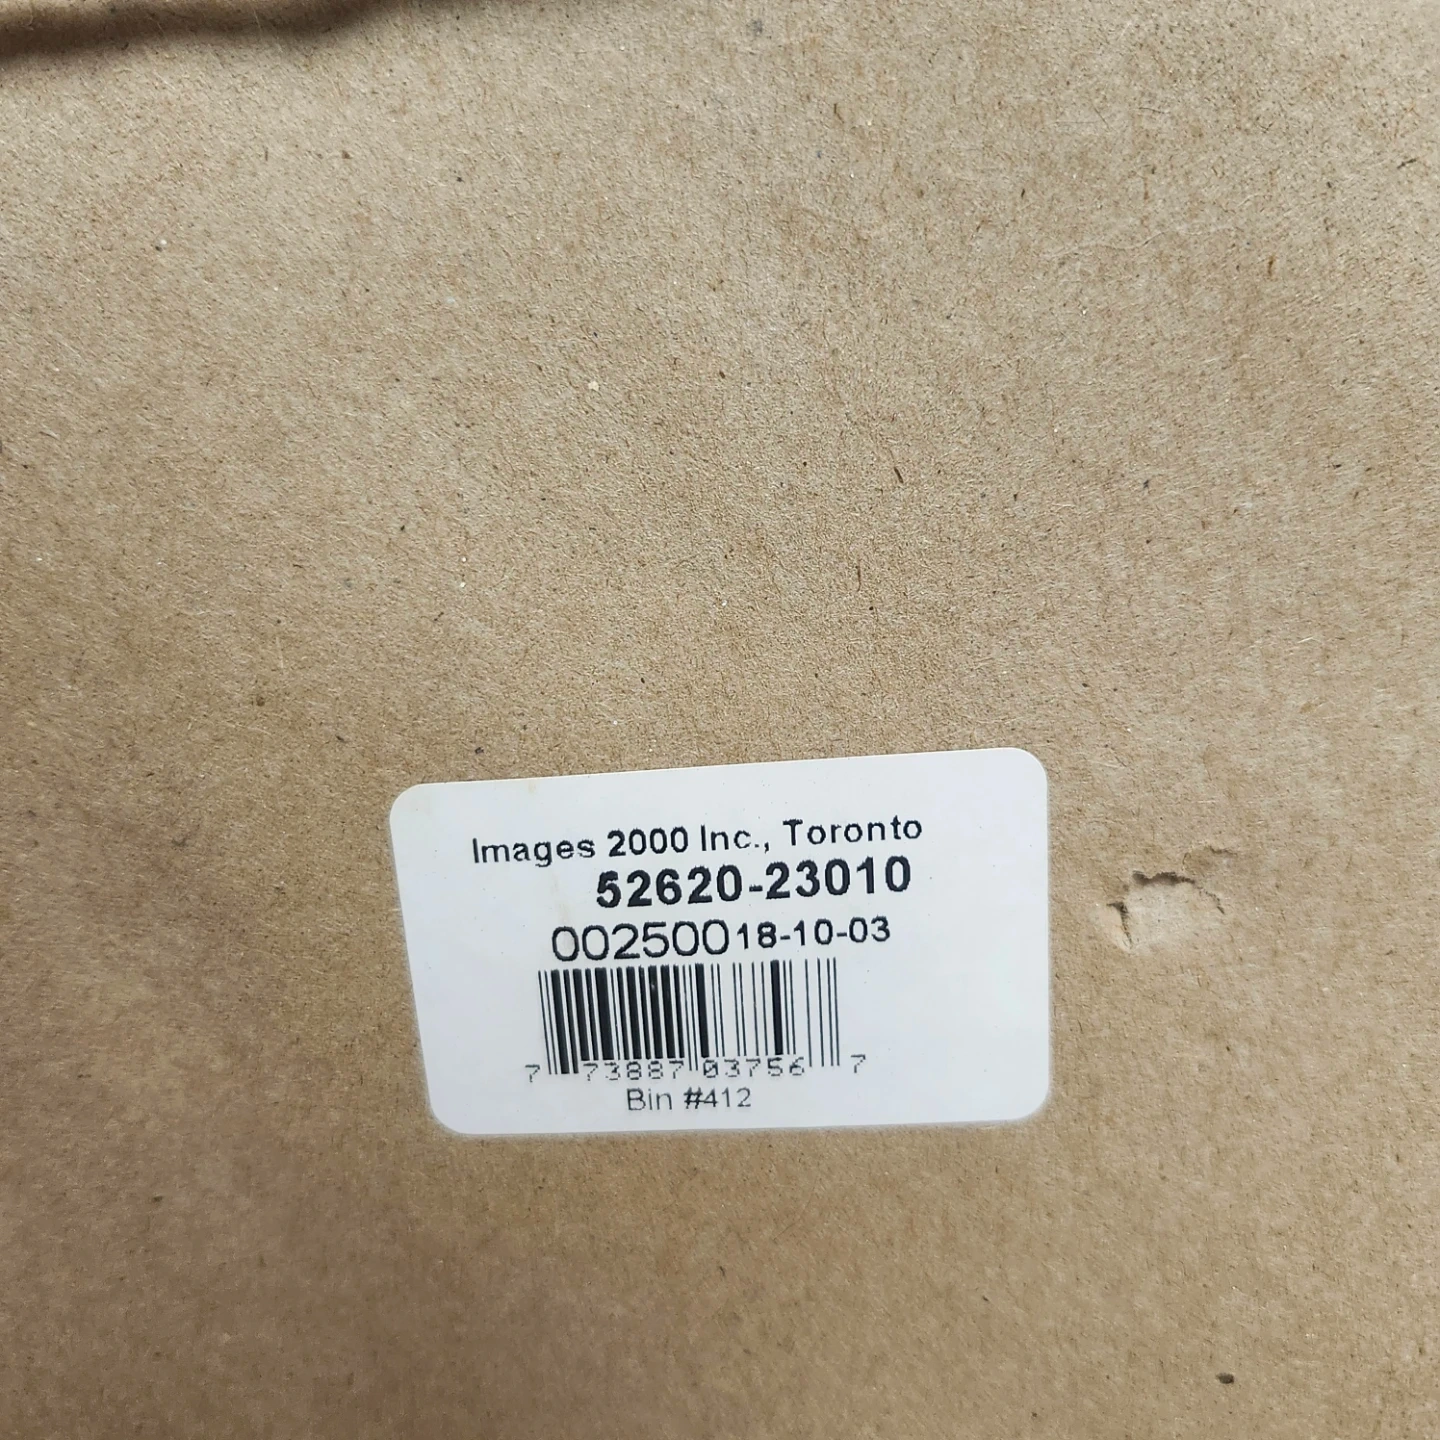 Images 2000 Inc., Toronto
52620-23010
00250018-10-03
7 73887 03756 7
Bin #412